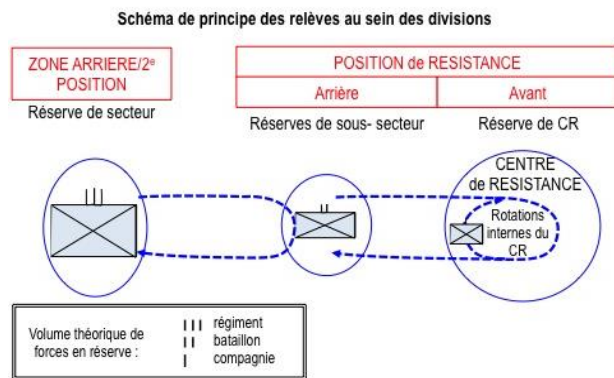 Schéma de principe des relèves au sein des divisions
ZONE ARRIERE/2e
POSITION
Réserve de secteur
POSITION de RESISTANCE
Arrière
Avant
Réserves de sous- secteur
Réserve de CR
CENTRE
de RESISTANCE
Rotations
internes du
CR
Volume théorique de
forces en réserve :
||| régiment
|| bataillon
| compagnie